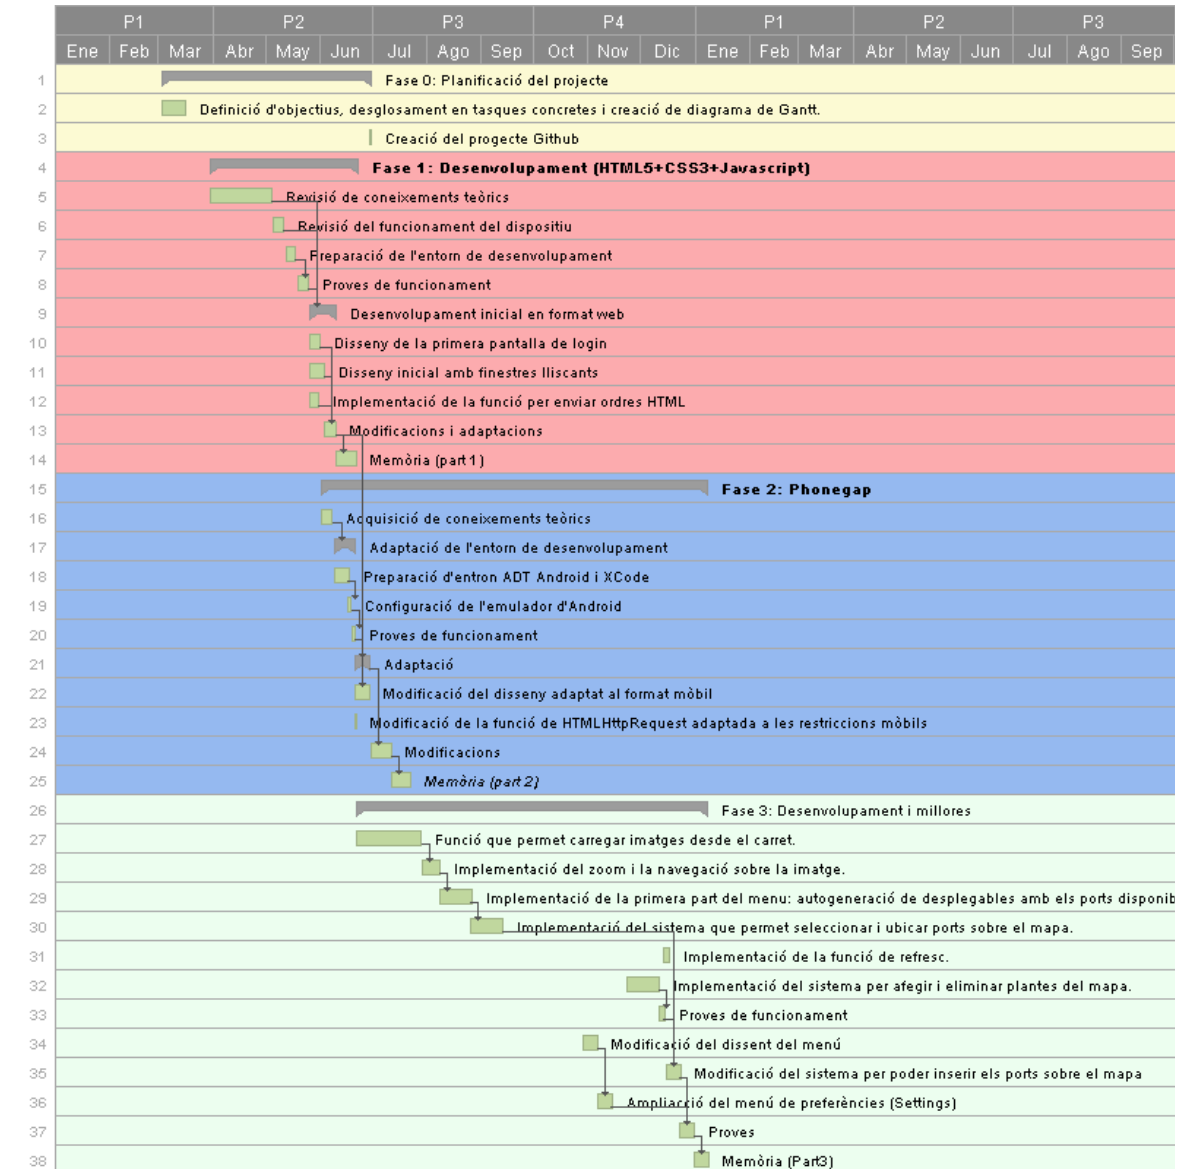 P1 P2 P3 P4 P1 P2 P3
Ene Feb Mar Abr May Jun Jul Ago Sep Oct Nov Dic Ene Feb Mar Abr May Jun Jul Ago Sep
1 Fase 0: Planificació del projecte
2 Definició d'objectius, desglosament en tasques concretes i creació de diagrama de Gantt.
3 Creació del progecte Github
4 Fase 1: Desenvolupament (HTML5+CSS3+Javascript)
5 Revisió de coneixements teòrics
6 Revisió del funcionament del dispositiu
7 Preparació de l'entorn de desenvolupament
8 Proves de funcionament
9 Desenvolupament inicial en format web
10 Disseny de la primera pantalla de login
11 Disseny inicial amb finestres lliscants
12 Implementació de la funció per enviar ordres HTML
13 Modificacions i adaptacions
14 Memòria (part 1)
15 Fase 2: Phonegap
16 Adquisició de coneixements teòrics
17 Adaptació de l'entorn de desenvolupament
18 Preparació d'entron ADT Android i XCode
19 Configuració de l'emulador d'Android
20 Proves de funcionament
21 Adaptació
22 Modificació del disseny adaptat al format mòbil
23 Modificació de la funció de HTMLHttpRequest adaptada a les restriccions mòbils
24 Modificacions
25 Memòria (part 2)
26 Fase 3: Desenvolupament i millores
27 Funció que permet carregar imatges desde el carret.
28 Implementació del zoom i la navegació sobre la imatge.
29 Implementació de la primera part del menu: autogeneració de desplegables amb els ports disponib
30 Implementació del sistema que permet seleccionar i ubicar ports sobre el mapa.
31 Implementació de la funció de refresc.
32 Implementació del sistema per afegir i eliminar plantes del mapa.
33 Proves de funcionament
34 Modificació del dissent del menú
35 Modificació del sistema per poder inserir els ports sobre el mapa
36 Ampliacció del menú de preferències (Settings)
37 Proves
38 Memòria (Part3)